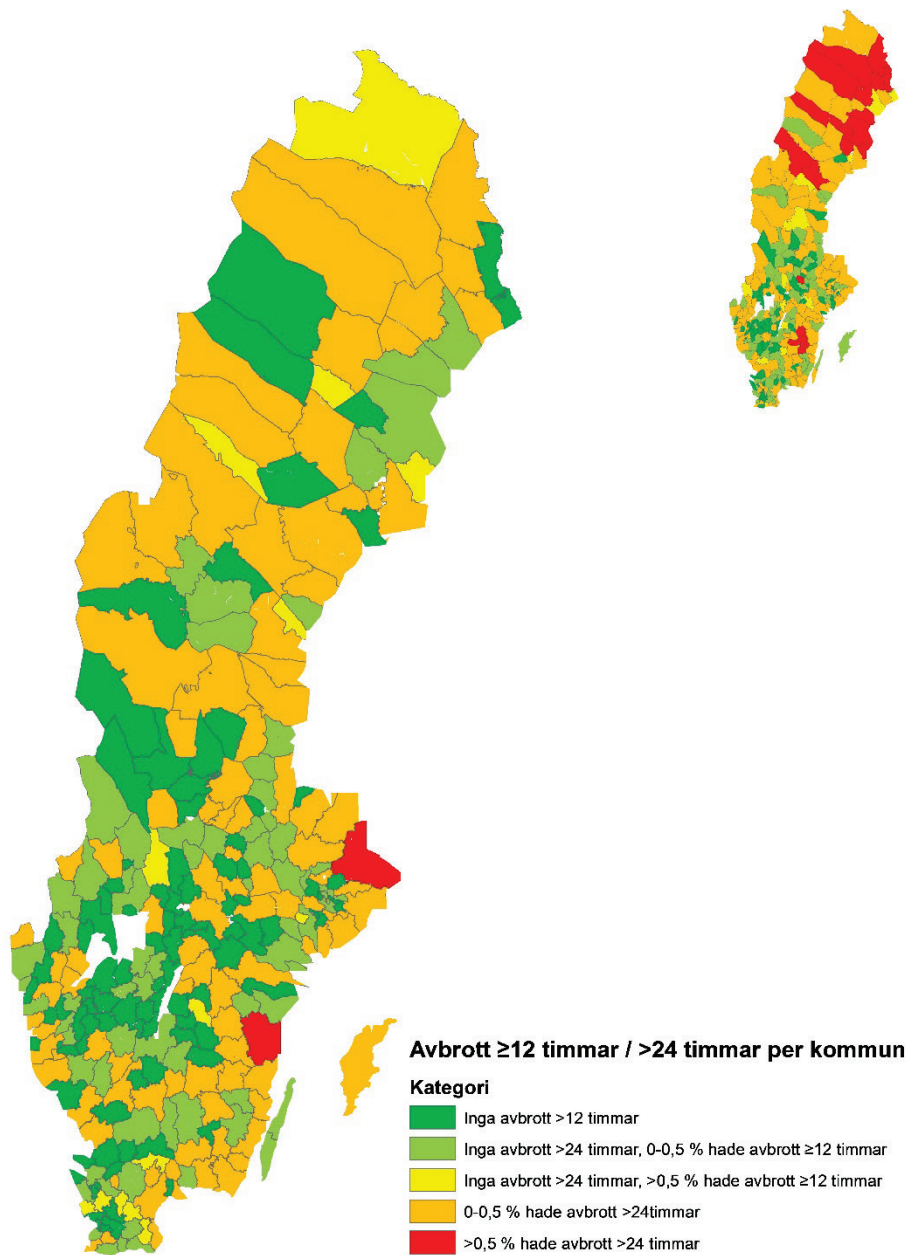 Avbrott ≥12 timmar / >24 timmar per kommun
Kategori
Inga avbrott >12 timmar
Inga avbrott >24 timmar, 0-0,5 % hade avbrott ≥12 timmar
Inga avbrott >24 timmar, >0,5 % hade avbrott ≥12 timmar
0-0,5 % hade avbrott >24timmar
>0,5 % hade avbrott >24 timmar